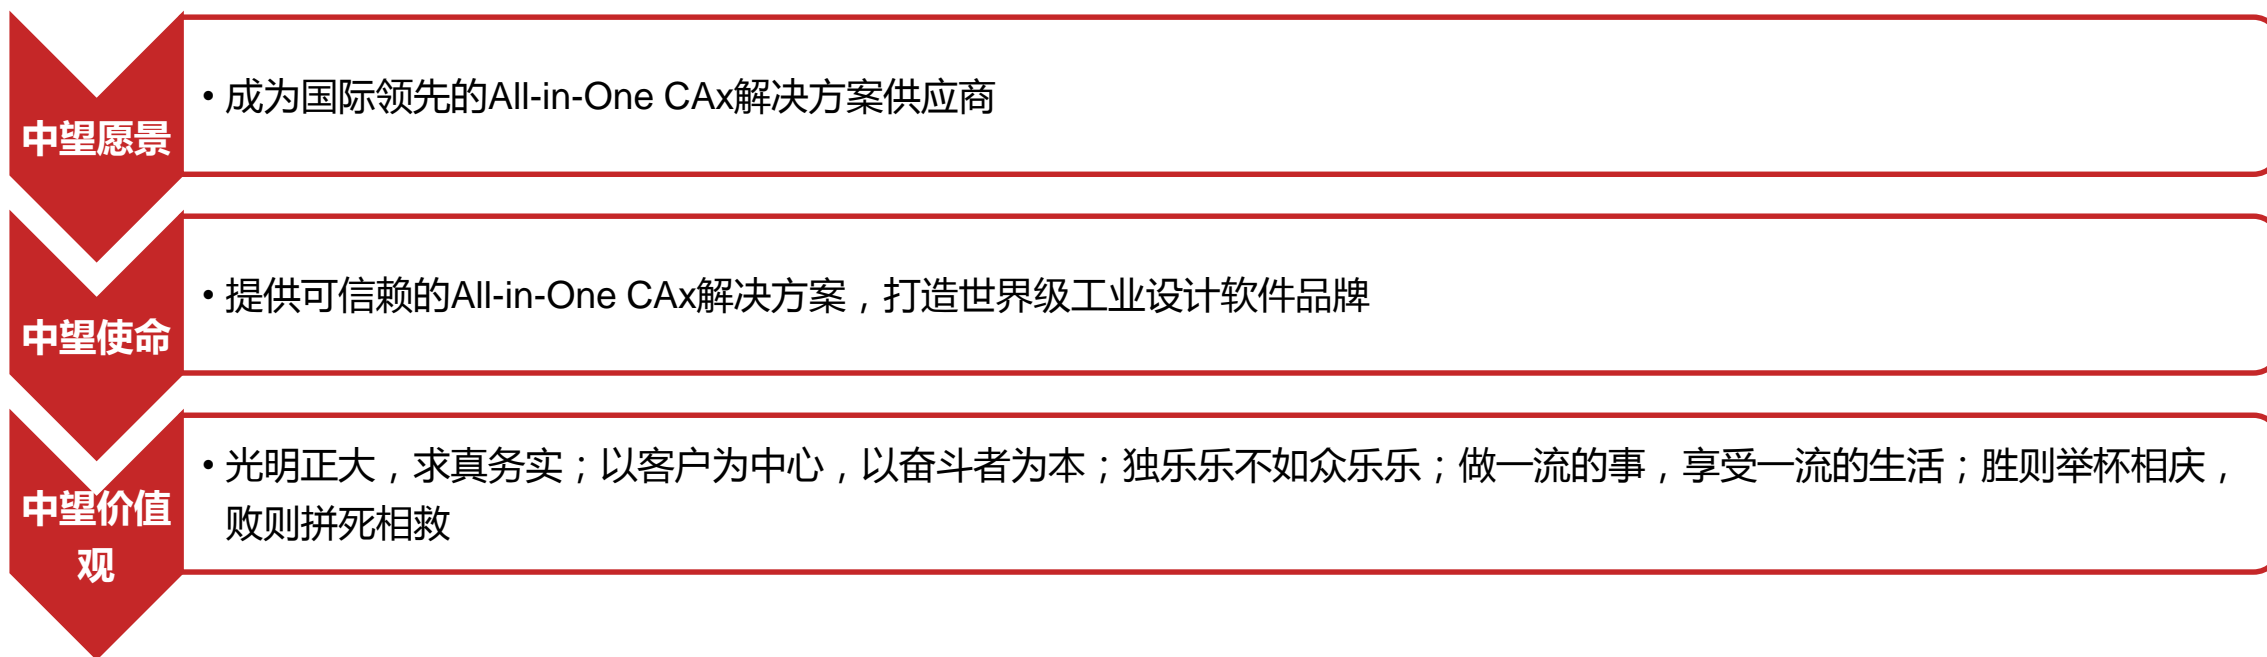 中望愿景
• 成为国际领先的All-in-One CAx解决方案供应商
中望使命
• 提供可信赖的All-in-One CAx解决方案，打造世界级工业设计软件品牌
中望价值
观
• 光明正大，求真务实；以客户为中心，以奋斗者为本；独乐乐不如众乐乐；做一流的事，享受一流的生活；胜则举杯相庆，
败则拼死相救